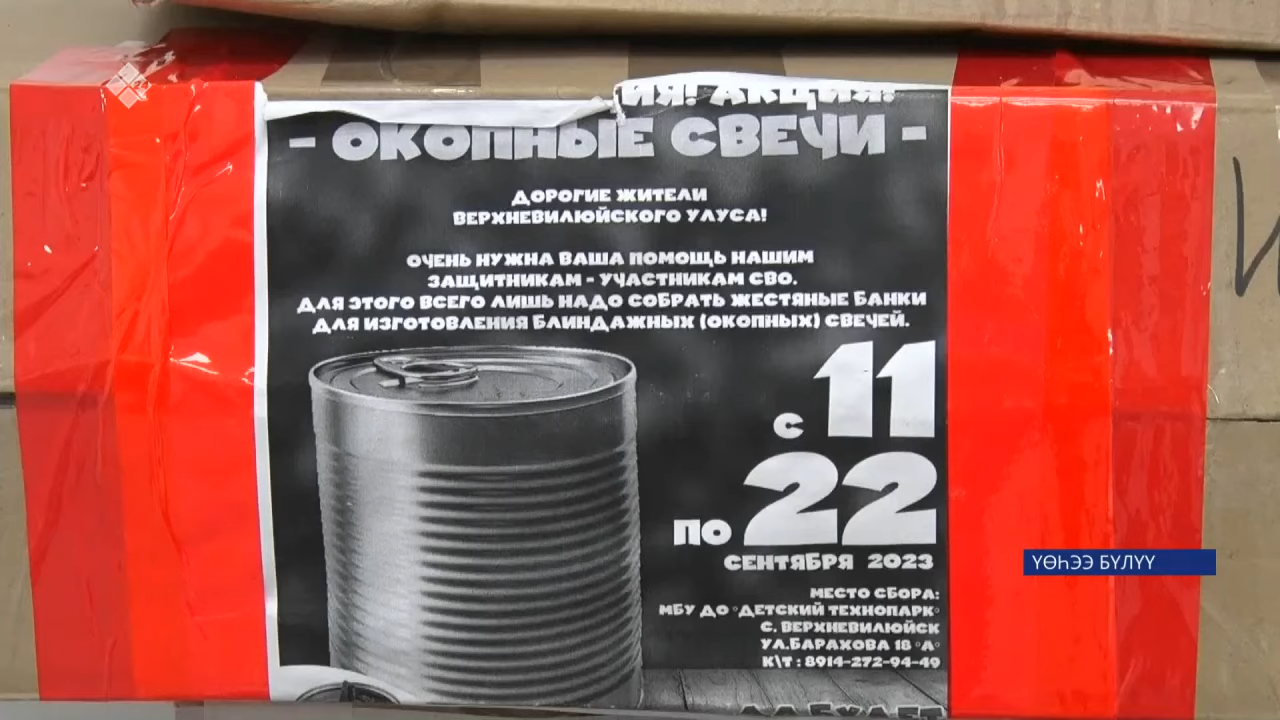 ИЯ! АКЦИЯ!
- ОКОПНЫЕ СВЕЧИ -
ДОРОГИЕ ЖИТЕЛИ
ВЕРХНЕВИЛЮЙСКОГО УЛУСА!
ОЧЕНЬ НУЖНА ВАША ПОМОЩЬ НАШИМ
ЗАЩИТНИКАМ - УЧАСТНИКАМ СВО.
ДЛЯ ЭТОГО ВСЕГО ЛИШЬ НАДО СОБРАТЬ ЖЕСТЯНЫЕ БАНКИ
ДЛЯ ИЗГОТОВЛЕНИЯ БЛИНДАЖНЫХ (ОКОПНЫХ) СВЕЧЕЙ.
С 11
ПО 22
СЕНТЯБРЯ 2023
МЕСТО СБОРА:
МБУ ДО "ДЕТСКИЙ ТЕХНОПАРК"
С. ВЕРХНЕВИЛЮЙСК
УЛ.БАРАХОВА 18 "А"
К\Т : 8914-272-94-49
ҮӨҺЭЭ БҮЛҮҮ